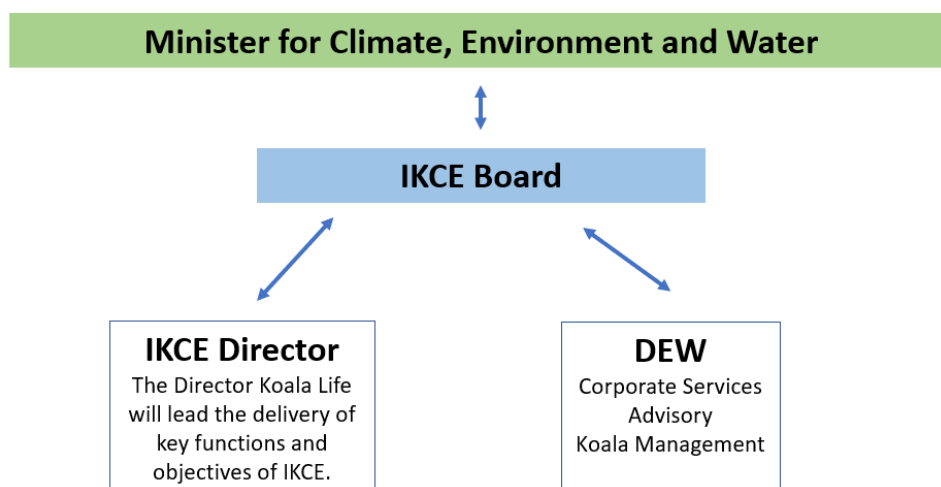 Minister for Climate, Environment and Water
IKCE Board
IKCE Director
The Director Koala Life
will lead the delivery of
key functions and
objectives of IKCE.
DEW
Corporate Services
Advisory
Koala Management